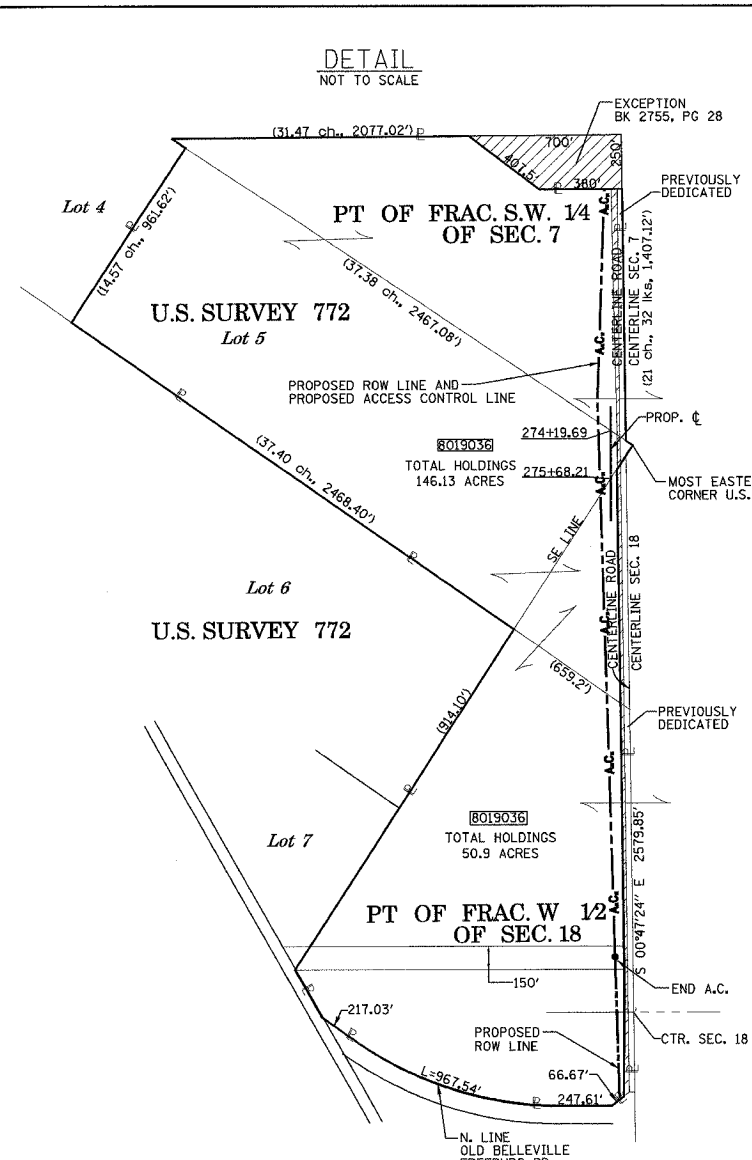 DETAIL
NOT TO SCALE
EXCEPTION
BK 2755, PG 28
(31.47 ch., 2077.02')
700'
250'
407.5'
380'
PREVIOUSLY
DEDICATED
Lot 4
(14.57 ch., 961.62')
PT OF FRAC. S.W. 1/4
OF SEC. 7
A.C.
(37.38 ch., 2467.08')
CENTERLINE ROAD
CENTERLINE SEC. 7
(21 ch., 32 lks, 1,407.12')
U.S. SURVEY 772
Lot 5
A.C.
PROPOSED ROW LINE AND
PROPOSED ACCESS CONTROL LINE
PROP. ℄
274+19.69
8019036
TOTAL HOLDINGS
146.13 ACRES
275+68.21
A.C.
MOST EASTE
CORNER U.S.
(37.40 ch., 2468.40')
SE LINE
CENTERLINE ROAD
CENTERLINE SEC. 18
Lot 6
U.S. SURVEY 772
A.C.
(659.2')
(914.10')
PREVIOUSLY
DEDICATED
A.C.
8019036
TOTAL HOLDINGS
50.9 ACRES
Lot 7
S 00°47'24" E 2579.85'
PT OF FRAC. W 1/2
OF SEC. 18
A.C.
150'
END A.C.
217.03'
PROPOSED
ROW LINE
CTR. SEC. 18
L=967.54'
66.67'
247.61'
N. LINE
OLD BELLEVILLE